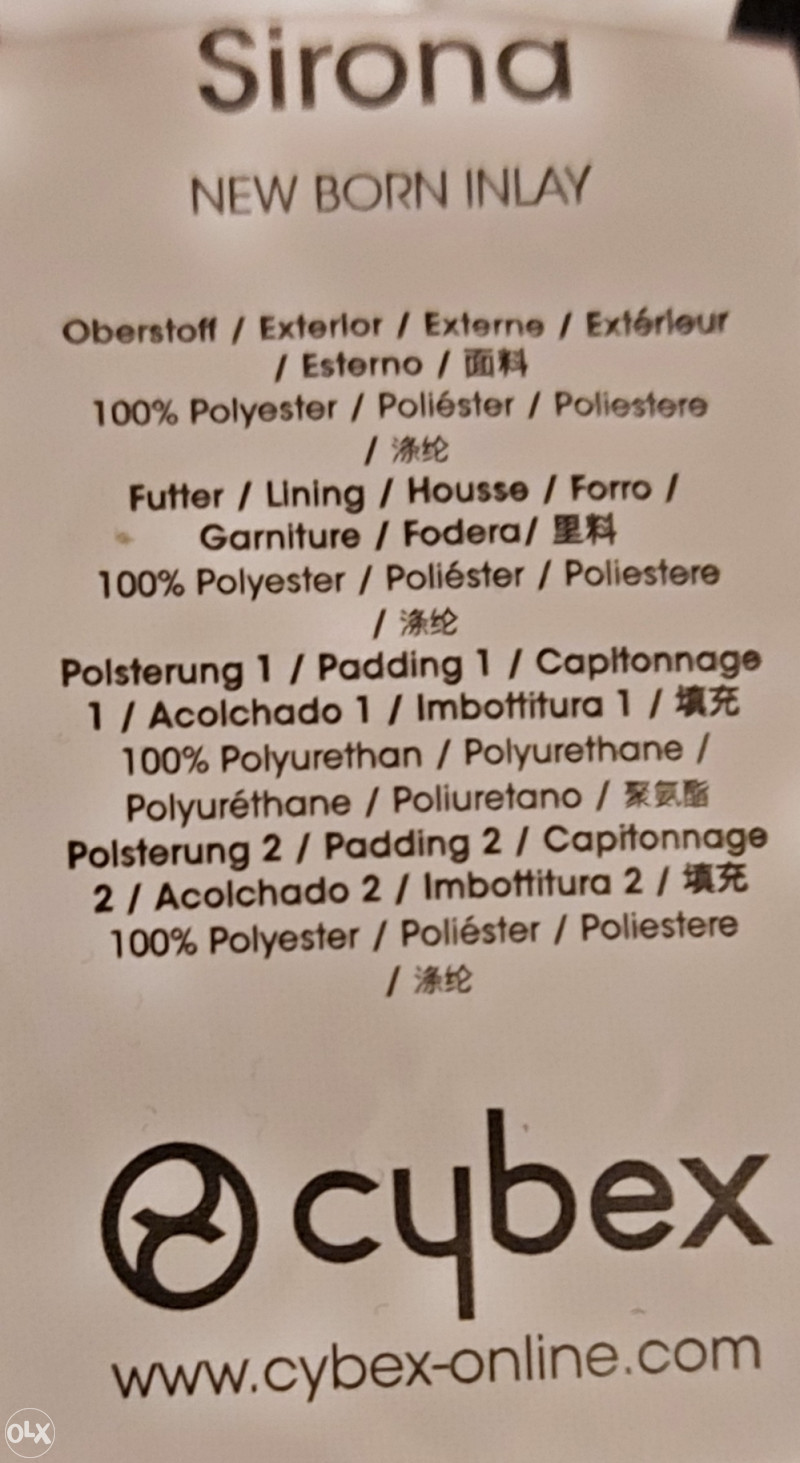 Sirona
NEW BORN INLAY
Oberstoff / Exterior / Externe / Extérieur
/ Esterno / 面料
100% Polyester / Poliéster / Poliestere
/ 涤纶
Futter / Lining / Housse / Forro /
Garniture / Fodera/ 里料
100% Polyester / Poliéster / Poliestere
/ 涤纶
Polsterung 1 / Padding 1 / Capitonnage
1 / Acolchado 1 / Imbottitura 1 / 填充
100% Polyurethan / Polyurethane /
Polyuréthane / Poliuretano / 聚氨酯
Polsterung 2 / Padding 2 / Capitonnage
2 / Acolchado 2 / Imbottitura 2 / 填充
100% Polyester / Poliéster / Poliestere
/ 涤纶
cybex
www.cybex-online.com
OLX